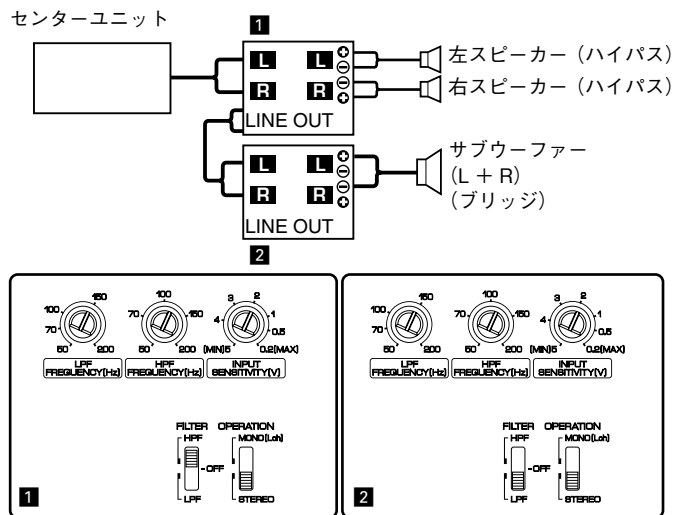 センターユニット
1
L L ⊕ ⊖
左スピーカー（ハイパス）
R R ⊖ ⊕
右スピーカー（ハイパス）
LINE OUT
L L ⊕ ⊖
R R ⊖ ⊕
サブウーファー
(L + R)
（ブリッジ）
LINE OUT
2
50 70 100 150 200
LPF
FREQUENCY(Hz)
50 70 100 150 200
HPF
FREQUENCY(Hz)
(MIN)5 4 3 2 1 0.5 0.2(MAX)
INPUT
SENSITIVITY(V)
FILTER OPERATION
HPF MONO(Lch)
OFF
LPF STEREO
1
50 70 100 150 200
LPF
FREQUENCY(Hz)
50 70 100 150 200
HPF
FREQUENCY(Hz)
(MIN)5 4 3 2 1 0.5 0.2(MAX)
INPUT
SENSITIVITY(V)
FILTER OPERATION
HPF MONO(Lch)
OFF
LPF STEREO
2